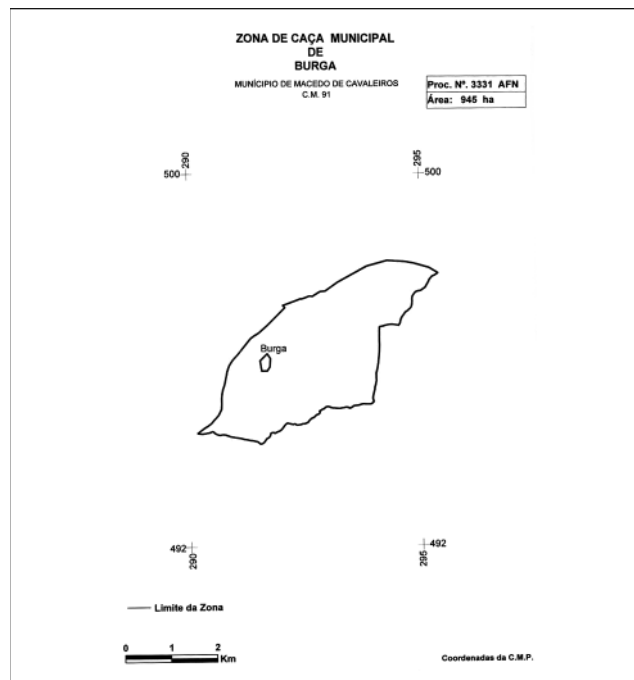 ZONA DE CAÇA MUNICIPAL
DE
BURGA
MUNÍCIPIO DE MACEDO DE CAVALEIROS
C.M. 91
Proc. Nº. 3331 AFN
Área: 945 ha
290
500
295
500
Burga
492
290
492
295
Limite da Zona
0 1 2
Km
Coordenadas da C.M.P.